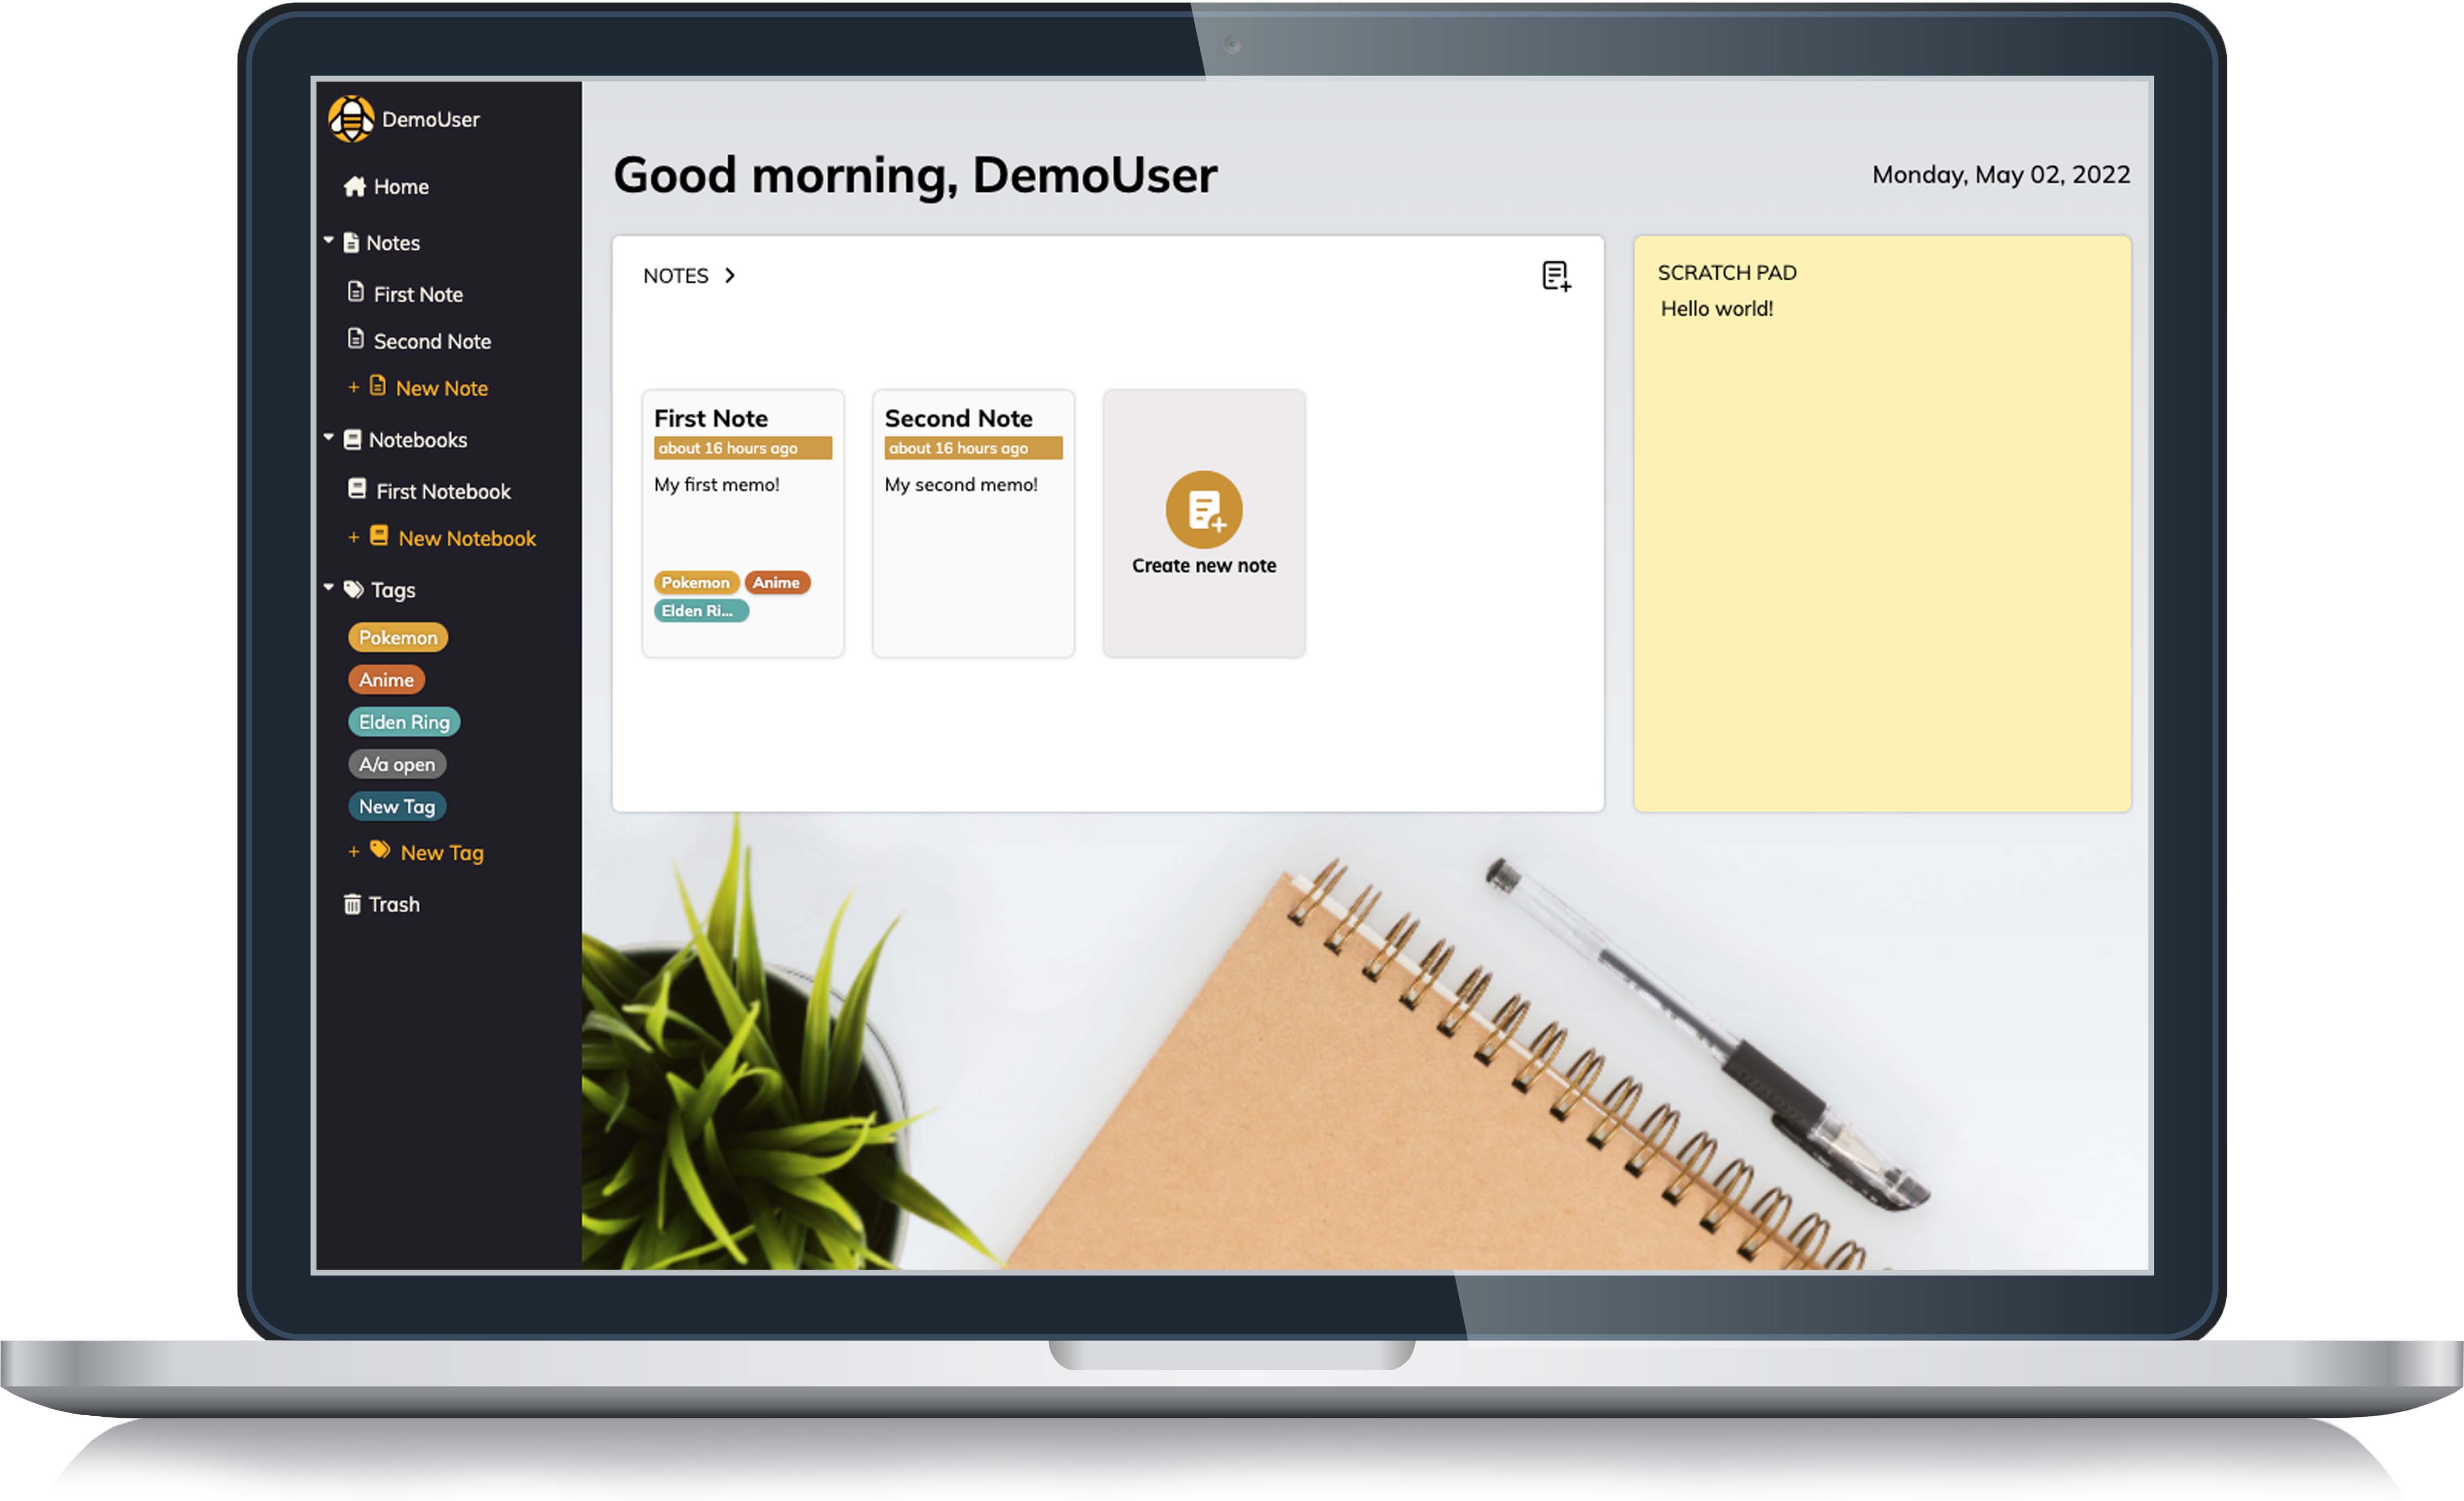 DemoUser
Home
Notes
First Note
Second Note
+ New Note
Notebooks
First Notebook
+ New Notebook
Tags
Pokemon
Anime
Elden Ring
A/a open
New Tag
+ New Tag
Trash
Good morning, DemoUser
Monday, May 02, 2022
NOTES >
First Note
about 16 hours ago
My first memo!
Pokemon Anime
Elden Ri...
Second Note
about 16 hours ago
My second memo!
Create new note
SCRATCH PAD
Hello world!